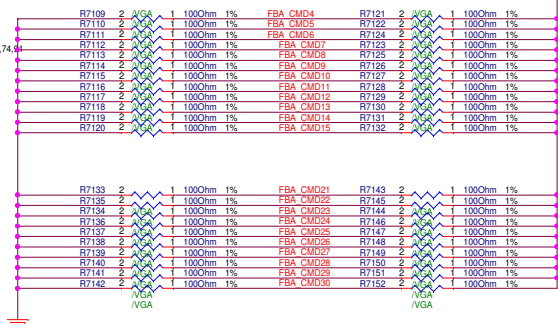 R7109 2 /VGA 1 100Ohm 1% FBA_CMD4 R7121 2 /VGA 1 100Ohm 1%
R7110 2 /VGA 1 100Ohm 1% FBA_CMD5 R7122 2 /VGA 1 100Ohm 1%
R7111 2 /VGA 1 100Ohm 1% FBA_CMD6 R7124 2 /VGA 1 100Ohm 1%
R7112 2 /VGA 1 100Ohm 1% FBA_CMD7 R7123 2 /VGA 1 100Ohm 1%
R7113 2 /VGA 1 100Ohm 1% FBA_CMD8 R7125 2 /VGA 1 100Ohm 1%
R7114 2 /VGA 1 100Ohm 1% FBA_CMD9 R7126 2 /VGA 1 100Ohm 1%
R7115 2 /VGA 1 100Ohm 1% FBA_CMD10 R7127 2 /VGA 1 100Ohm 1%
R7116 2 /VGA 1 100Ohm 1% FBA_CMD11 R7128 2 /VGA 1 100Ohm 1%
R7117 2 /VGA 1 100Ohm 1% FBA_CMD12 R7129 2 /VGA 1 100Ohm 1%
R7118 2 /VGA 1 100Ohm 1% FBA_CMD13 R7130 2 /VGA 1 100Ohm 1%
R7119 2 /VGA 1 100Ohm 1% FBA_CMD14 R7131 2 /VGA 1 100Ohm 1%
R7120 2 /VGA 1 100Ohm 1% FBA_CMD15 R7132 2 /VGA 1 100Ohm 1%
R7133 2 1 100Ohm 1% FBA_CMD21 R7143 2 1 100Ohm 1%
R7135 2 1 100Ohm 1% FBA_CMD22 R7145 2 1 100Ohm 1%
R7134 2 /VGA 1 100Ohm 1% FBA_CMD23 R7144 2 /VGA 1 100Ohm 1%
R7136 2 /VGA 1 100Ohm 1% FBA_CMD24 R7146 2 /VGA 1 100Ohm 1%
R7137 2 /VGA 1 100Ohm 1% FBA_CMD25 R7147 2 /VGA 1 100Ohm 1%
R7138 2 /VGA 1 100Ohm 1% FBA_CMD26 R7148 2 /VGA 1 100Ohm 1%
R7139 2 /VGA 1 100Ohm 1% FBA_CMD27 R7149 2 /VGA 1 100Ohm 1%
R7140 2 /VGA 1 100Ohm 1% FBA_CMD28 R7150 2 /VGA 1 100Ohm 1%
R7141 2 /VGA 1 100Ohm 1% FBA_CMD29 R7151 2 /VGA 1 100Ohm 1%
R7142 2 /VGA 1 100Ohm 1% FBA_CMD30 R7152 2 /VGA 1 100Ohm 1%
/VGA /VGA
/VGA /VGA